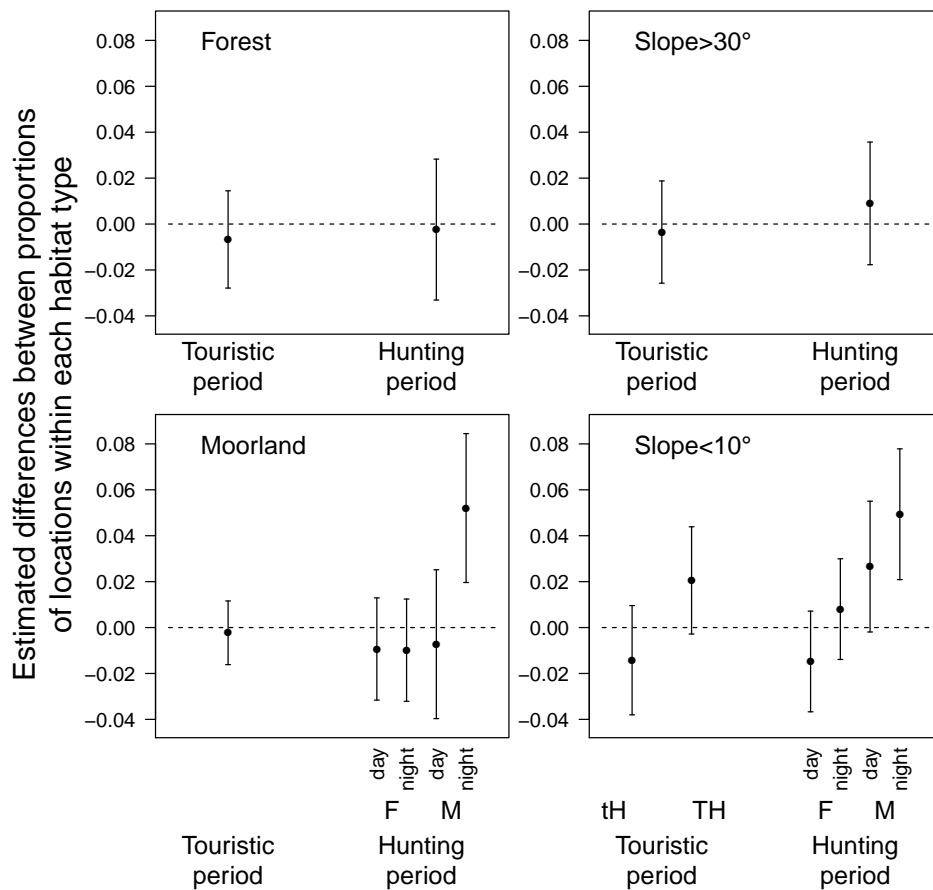 Estimated differences between proportions
of locations within each habitat type
Forest
0.08
0.06
0.04
0.02
0.00
−0.02
−0.04
Touristic
period
Hunting
period
Slope>30°
0.08
0.06
0.04
0.02
0.00
−0.02
−0.04
Touristic
period
Hunting
period
Moorland
0.08
0.06
0.04
0.02
0.00
−0.02
−0.04
day
night
day
night
F M
Touristic
period
Hunting
period
Slope<10°
0.08
0.06
0.04
0.02
0.00
−0.02
−0.04
day
night
day
night
tH TH F M
Touristic
period
Hunting
period